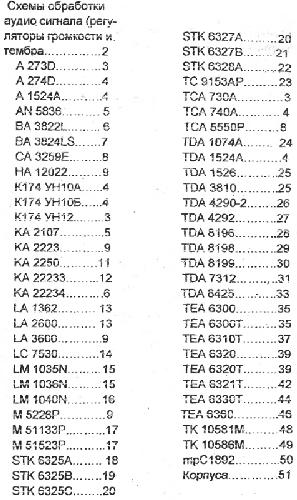 Схемы обработки
аудио сигнала (регу-
ляторы громкости и
тембра...............2
A 273D...............3
A 274D...............4
A 1524A..............4
AN 5836..............5
BA 3822L.............6
BA 3824LS............7
CA 3259E.............8
HA 12022.............9
К174 УН10А...........4
К174 УН10Б...........4
К174 УН12............3
KA 2107..............5
KA 2223..............9
KA 2250..............11
KA 22233.............12
KA 22234.............6
LA 1362..............13
LA 2600..............13
LA 3600..............9
LC 7530..............14
LM 1035N.............15
LM 1036N.............15
LM 1040N.............16
M 5226P..............9
M 51133P.............17
M 51523P.............17
STK 6325A............18
STK 6325B............19
STK 6325C............20
STK 6327A............20
STK 6327B............21
STK 6328A............22
TC 9153AP............23
TCA 730A.............3
TCA 740A.............4
TCA 5550P............8
TDA 1074A............24
TDA 1524A............4
TDA 1526.............25
TDA 3810.............25
TDA 4290-2...........26
TDA 4292.............27
TDA 8196.............28
TDA 8198.............29
TDA 8199.............30
TDA 7312.............31
TDA 8425.............33
TEA 6300.............35
TEA 6300T............35
TEA 6310T............37
TEA 6320.............39
TEA 6320T............39
TEA 6321T............42
TEA 6330T............44
TEA 6360.............46
TK 10581M............48
TK 10586M............49
mpC1892..............50
Корпуса..............51